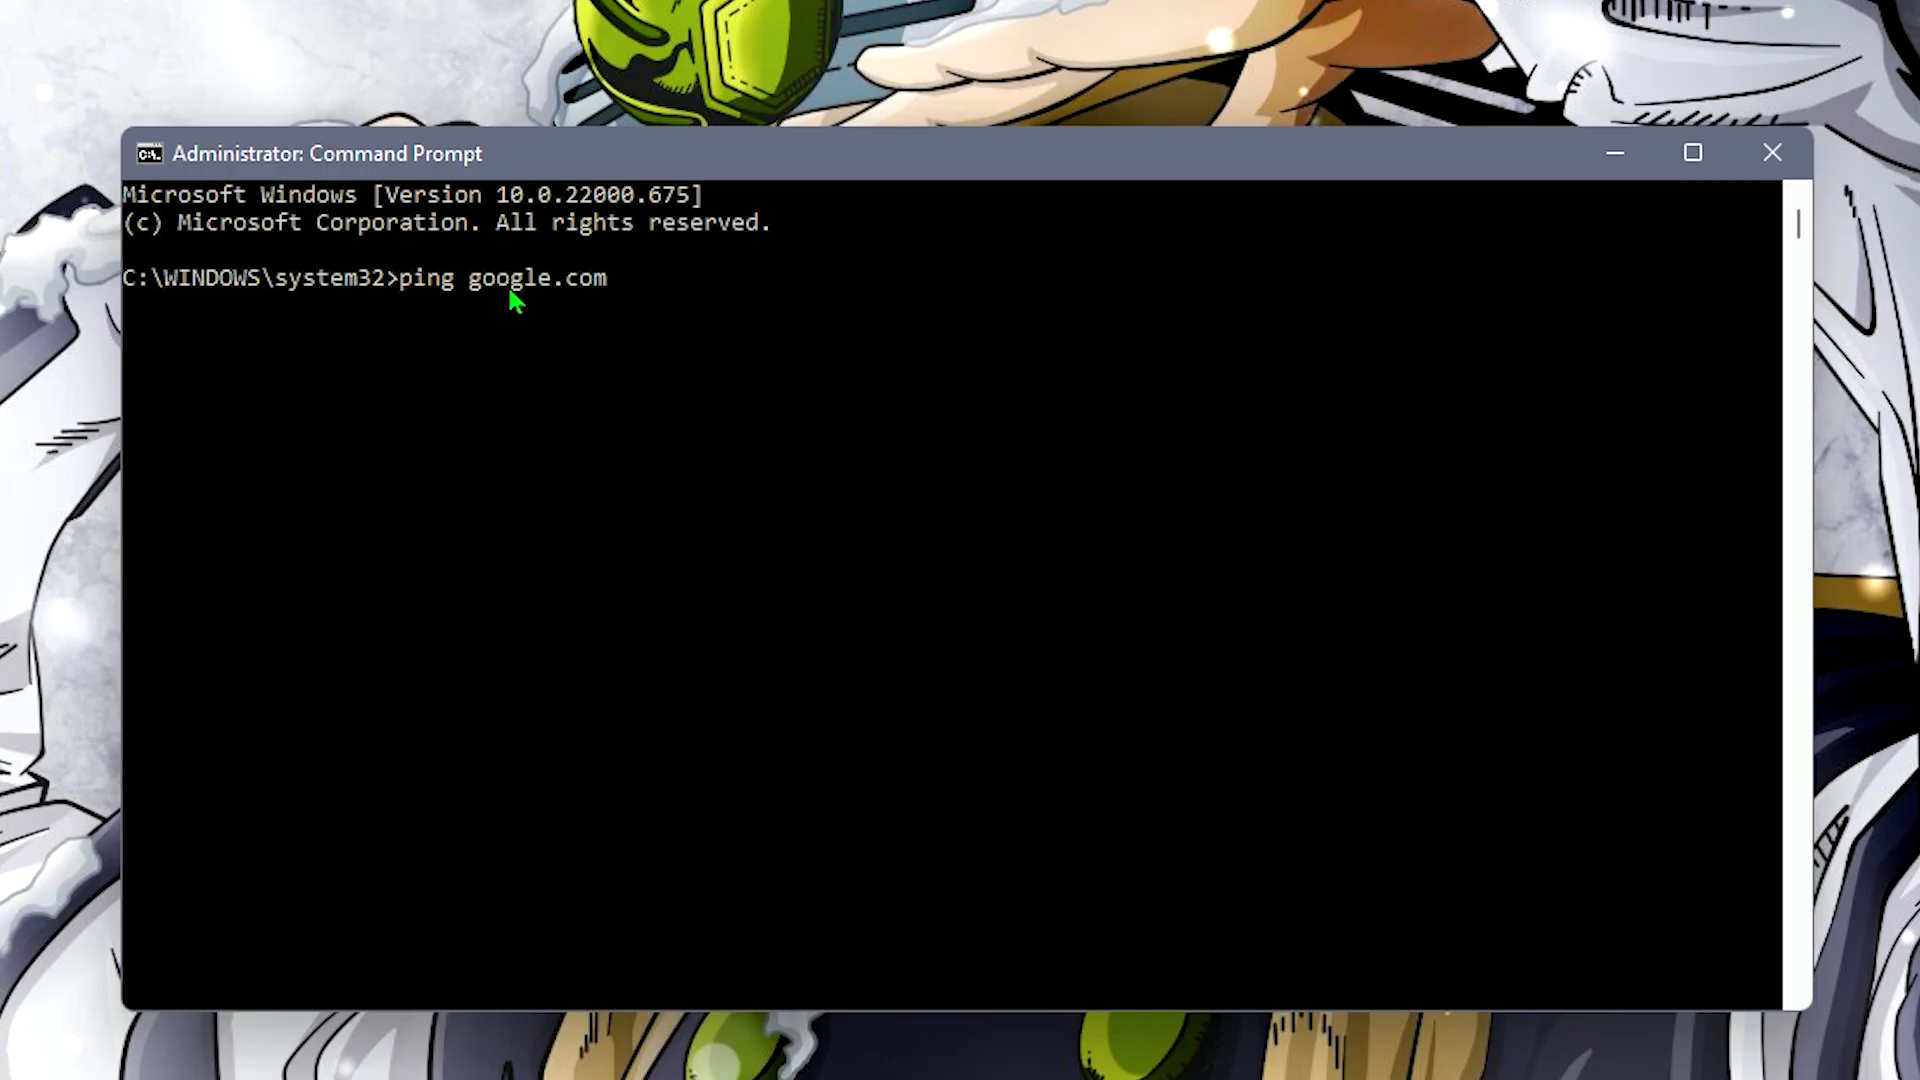 Administrator: Command Prompt
Microsoft Windows [Version 10.0.22000.675]
(c) Microsoft Corporation. All rights reserved.
C:\WINDOWS\system32>ping google.com